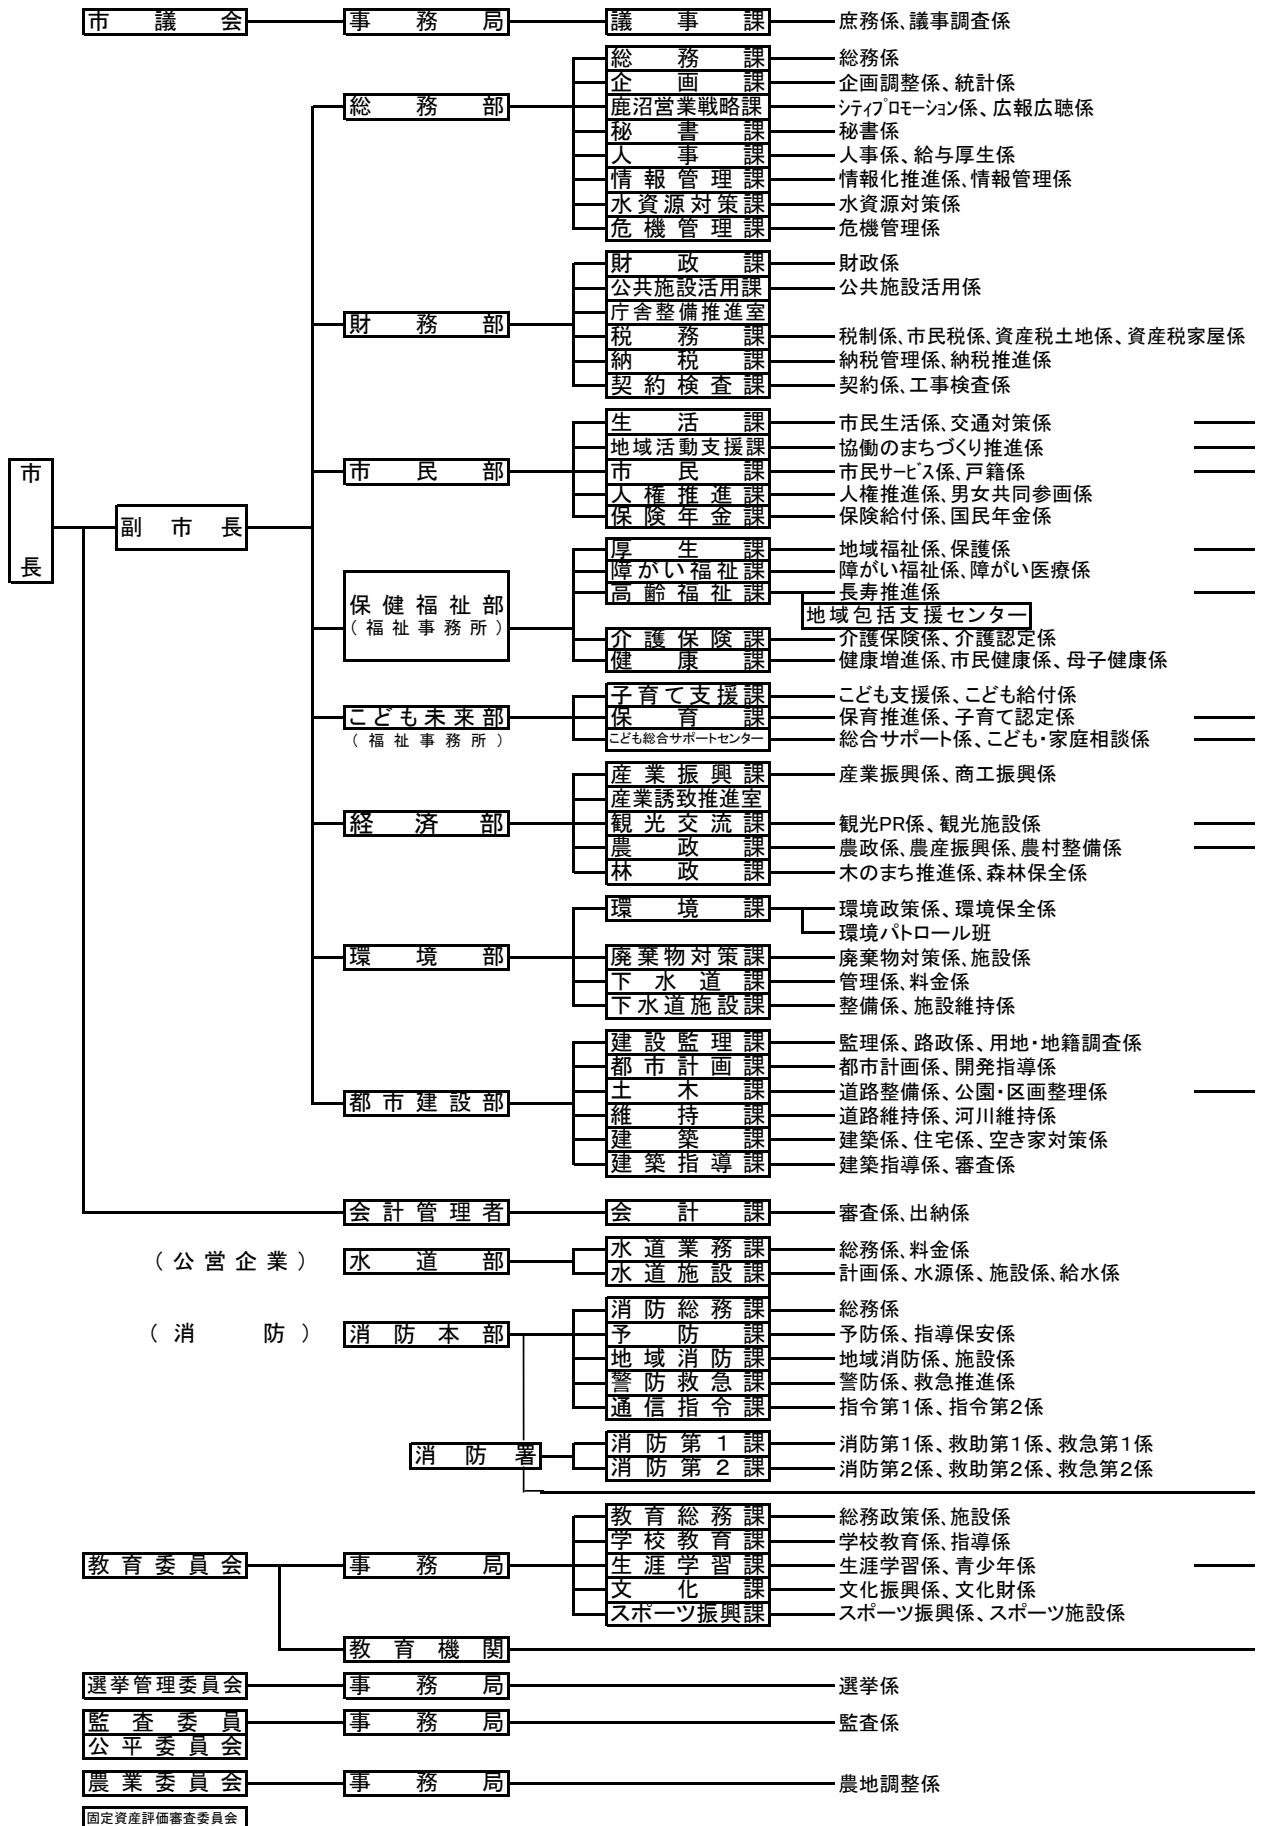 市議会 事務局 議事課 庶務係、議事調査係
総務課 総務係
企画課 企画調整係、統計係
総務部 鹿沼営業戦略課 シティプロモーション係、広報広聴係
秘書課 秘書係
人事課 人事係、給与厚生係
情報管理課 情報化推進係、情報管理係
水資源対策課 水資源対策係
危機管理課 危機管理係
財政課 財政係
公共施設活用課 公共施設活用係
庁舎整備推進室
財務部
税務課 税制係、市民税係、資産税土地係、資産税家屋係
納税課 納税管理係、納税推進係
契約検査課 契約係、工事検査係
生活課 市民生活係、交通対策係
地域活動支援課 協働のまちづくり推進係
市民部 市民課 市民サービス係、戸籍係
人権推進課 人権推進係、男女共同参画係
保険年金課 保険給付係、国民年金係
市長 副市長
厚生課 地域福祉係、保護係
障がい福祉課 障がい福祉係、障がい医療係
高齢福祉課 長寿推進係
保健福祉部
地域包括支援センター
(福祉事務所)
介護保険課 介護保険係、介護認定係
健康課 健康増進係、市民健康係、母子健康係
子育て支援課 こども支援係、こども給付係
こども未来部 保育課 保育推進係、子育て認定係
(福祉事務所) こども総合サポートセンター 総合サポート係、こども・家庭相談係
産業振興課 産業振興係、商工振興係
産業誘致推進室
経済部 観光交流課 観光PR係、観光施設係
農政課 農政係、農産振興係、農村整備係
林政課 木のまち推進係、森林保全係
環境課 環境政策係、環境保全係
環境パトロール班
環境部 廃棄物対策課 廃棄物対策係、施設係
下水道課 管理係、料金係
下水道施設課 整備係、施設維持係
建設監理課 監理係、路政係、用地・地籍調査係
都市計画課 都市計画係、開発指導係
土木課 道路整備係、公園・区画整理係
都市建設部
維持課 道路維持係、河川維持係
建築課 建築係、住宅係、空き家対策係
建築指導課 建築指導係、審査係
会計管理者 会計課 審査係、出納係
水道業務課 総務係、料金係
(公営企業) 水道部
水道施設課 計画係、水源係、施設係、給水係
消防総務課 総務係
(消防) 消防本部 予防課 予防係、指導保安係
地域消防課 地域消防係、施設係
警防救急課 警防係、救急推進係
通信指令課 指令第1係、指令第2係
消防第1課 消防第1係、救助第1係、救急第1係
消防署
消防第2課 消防第2係、救助第2係、救急第2係
教育総務課 総務政策係、施設係
学校教育課 学校教育係、指導係
教育委員会 事務局 生涯学習課 生涯学習係、青少年係
文化課 文化振興係、文化財係
スポーツ振興課 スポーツ振興係、スポーツ施設係
教育機関
選挙管理委員会 事務局 選挙係
監査委員 事務局 監査係
公平委員会
農業委員会 事務局 農地調整係
固定資産評価審査委員会